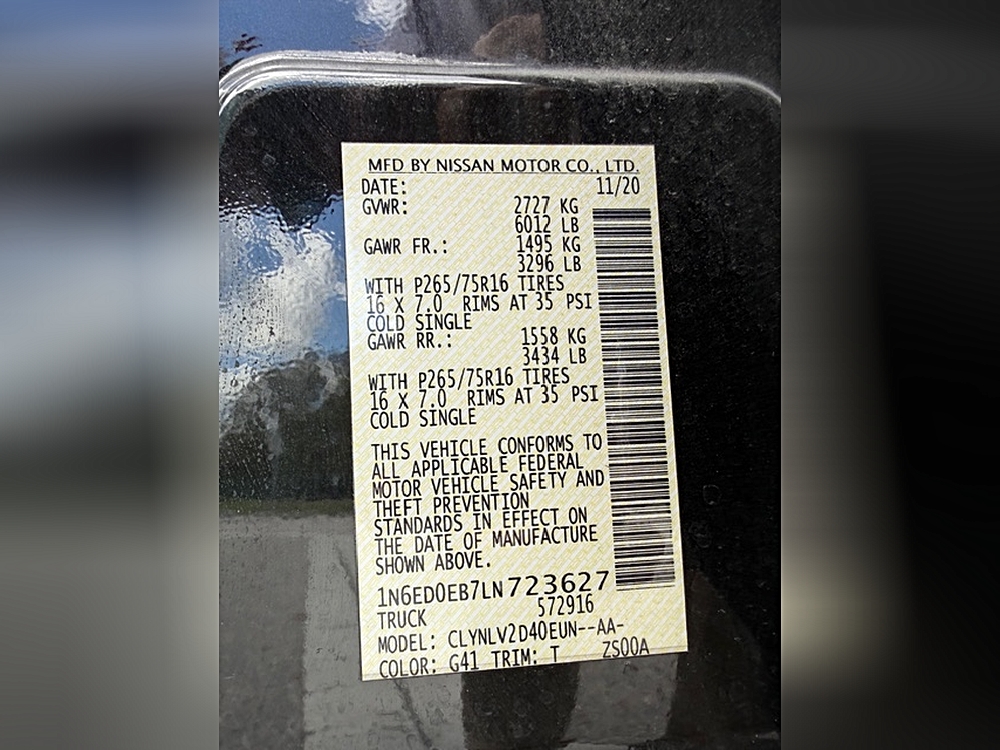 MFD BY NISSAN MOTOR CO., LTD.
DATE: 11/20
GVWR: 2727 KG
6012 LB
GAWR FR.: 1495 KG
3296 LB
WITH P265/75R16 TIRES
16 X 7.0 RIMS AT 35 PSI
COLD SINGLE
GAWR RR.: 1558 KG
3434 LB
WITH P265/75R16 TIRES
16 X 7.0 RIMS AT 35 PSI
COLD SINGLE
THIS VEHICLE CONFORMS TO
ALL APPLICABLE FEDERAL
MOTOR VEHICLE SAFETY AND
THEFT PREVENTION
STANDARDS IN EFFECT ON
THE DATE OF MANUFACTURE
SHOWN ABOVE.
1N6ED0EB7LN723627
TRUCK 572916
MODEL: CLYNLV2D40EUN--AA-
COLOR: G41 TRIM: T ZS00A